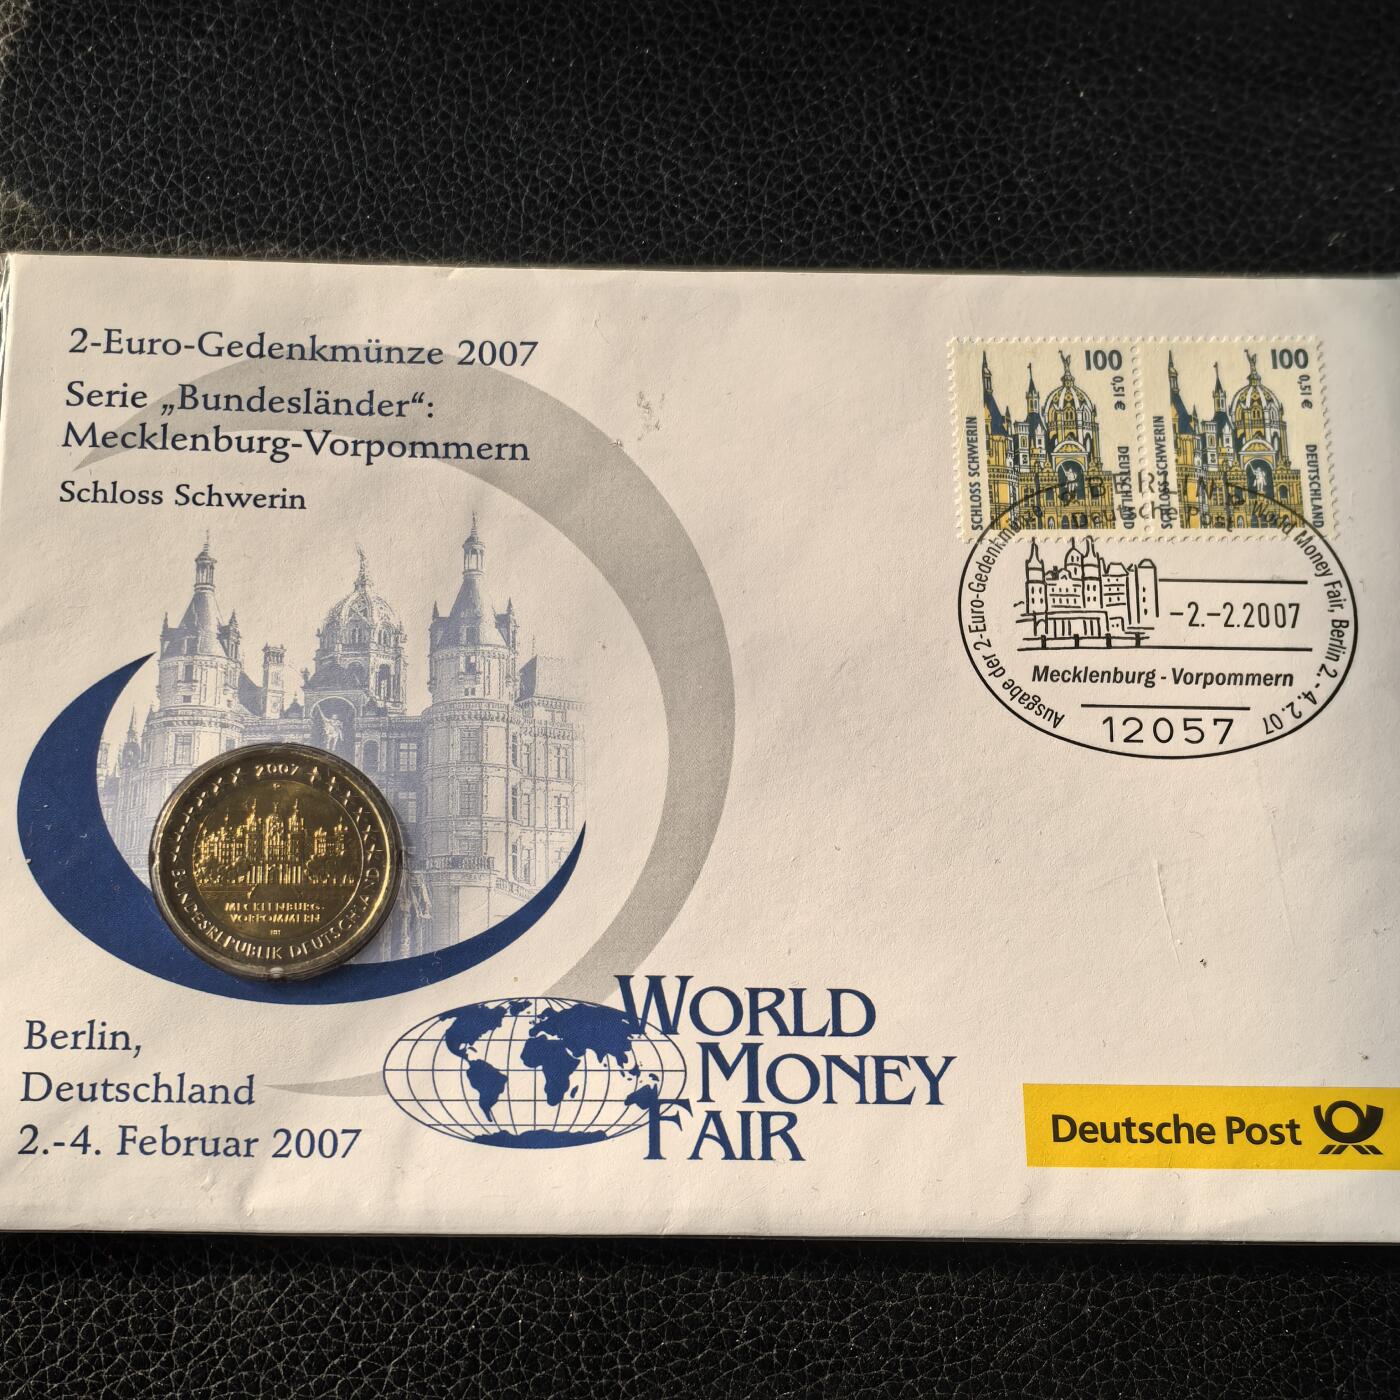 2-Euro-Gedenkmünze 2007
Serie „Bundesländer“:
Mecklenburg-Vorpommern
Schloss Schwerin
100
0,51 €
SCHLOSS SCHWERIN
DEUTSCHLAND
100
0,51 €
SCHLOSS SCHWERIN
DEUTSCHLAND
BERLIN
Deutsche Post
Ausgabe der 2-Euro-Gedenkmünze
World Money Fair, Berlin 2.-4.2.07
-2.-2.2007
Mecklenburg - Vorpommern
12057
2007
MECKLENBURG-
VORPOMMERN
BUNDESREPUBLIK DEUTSCHLAND
Berlin,
Deutschland
2.-4. Februar 2007
WORLD
MONEY
FAIR
Deutsche Post